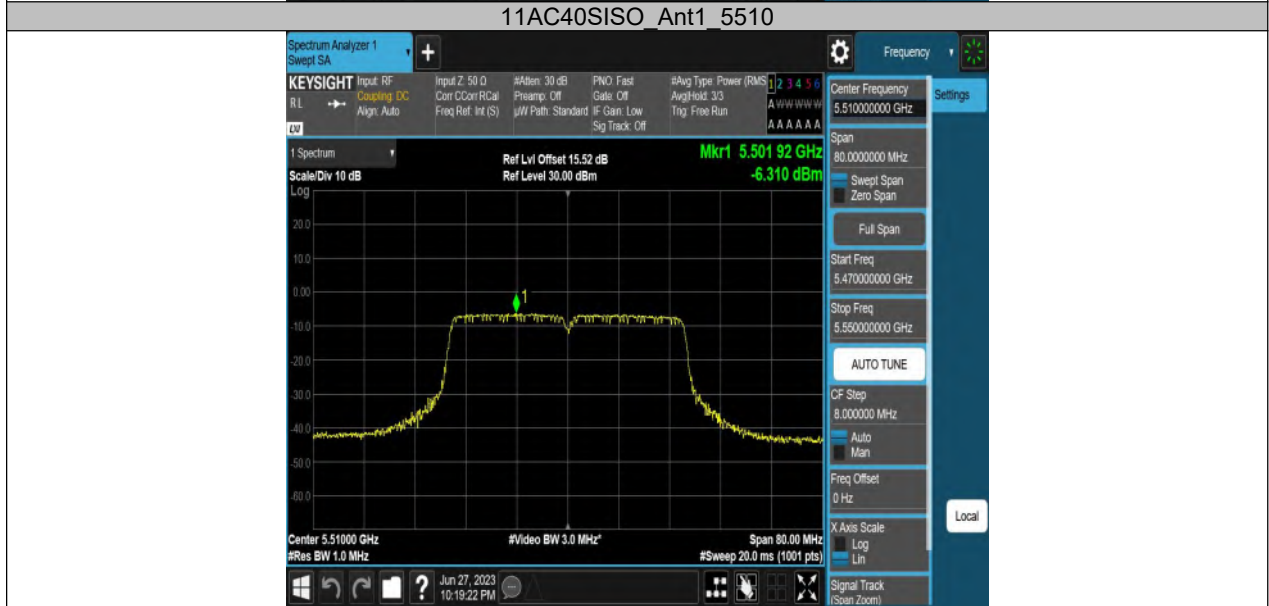 11AC40SISO_Ant1_5510
Spectrum Analyzer 1
Swept SA
+
Frequency
KEYSIGHT
RL
LXI
Input: RF
Coupling: DC
Align: Auto
Input Z: 50 Ω
Corr CCorr RCal
Freq Ref: Int (S)
#Atten: 30 dB
Preamp: Off
µW Path: Standard
PNO: Fast
Gate: Off
IF Gain: Low
Sig Track: Off
#Avg Type: Power (RMS
Avg|Hold: 3/3
Trig: Free Run
1 2 3 4 5 6
A W W W W W
A A A A A A
1 Spectrum
Scale/Div 10 dB
Log
Ref Lvl Offset 15.52 dB
Ref Level 30.00 dBm
Mkr1 5.501 92 GHz
-6.310 dBm
20.0
10.0
0.00
-10.0
-20.0
-30.0
-40.0
-50.0
-60.0
1
Center 5.51000 GHz
#Res BW 1.0 MHz
#Video BW 3.0 MHz*
Span 80.00 MHz
#Sweep 20.0 ms (1001 pts)
?
Jun 27, 2023
10:19:22 PM
Center Frequency
5.510000000 GHz
Span
80.0000000 MHz
Swept Span
Zero Span
Full Span
Start Freq
5.470000000 GHz
Stop Freq
5.550000000 GHz
AUTO TUNE
CF Step
8.000000 MHz
Auto
Man
Freq Offset
0 Hz
X Axis Scale
Log
Lin
Signal Track
(Span Zoom)
Settings
Local